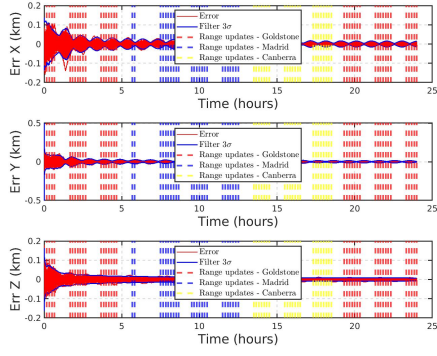 Err X (km)
0.2
0.1
0
-0.1
-0.2
Error
Filter 3σ
Range updates - Goldstone
Range updates - Madrid
Range updates - Canberra
0 5 10 15 20 25
Time (hours)
Err Y (km)
0.5
0
-0.5
Error
Filter 3σ
Range updates - Goldstone
Range updates - Madrid
Range updates - Canberra
0 5 10 15 20 25
Time (hours)
Err Z (km)
0.2
0.1
0
-0.1
-0.2
Error
Filter 3σ
Range updates - Goldstone
Range updates - Madrid
Range updates - Canberra
0 5 10 15 20 25
Time (hours)